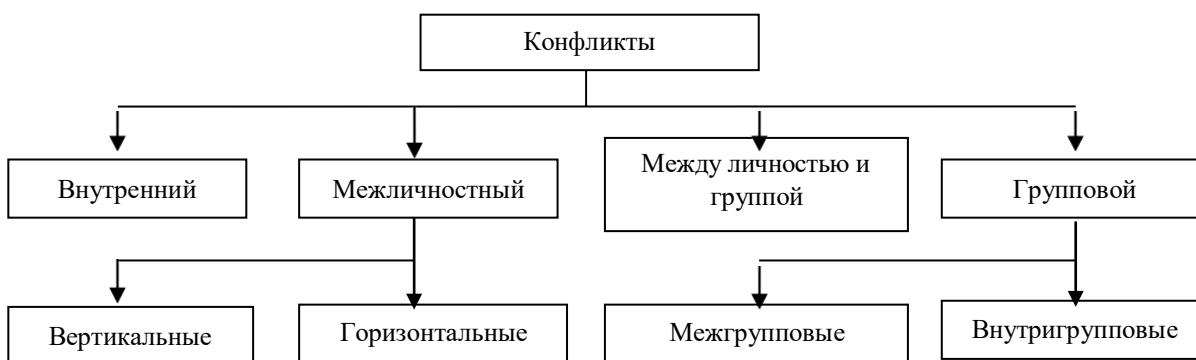 Конфликты
Внутренний
Межличностный
Между личностью и
группой
Групповой
Вертикальные
Горизонтальные
Межгрупповые
Внутригрупповые